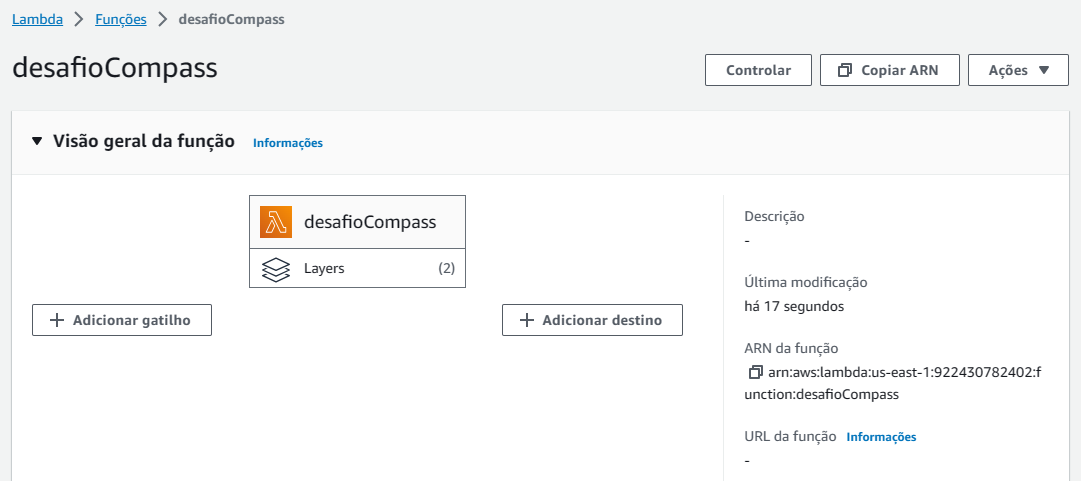 Lambda > Funções > desafioCompass
desafioCompass
Controlar
Copiar ARN
Ações
Visão geral da função Informações
desafioCompass
Layers (2)
Adicionar gatilho
Adicionar destino
Descrição
-
Última modificação
há 17 segundos
ARN da função
arn:aws:lambda:us-east-1:922430782402:f
unction:desafioCompass
URL da função Informações
-